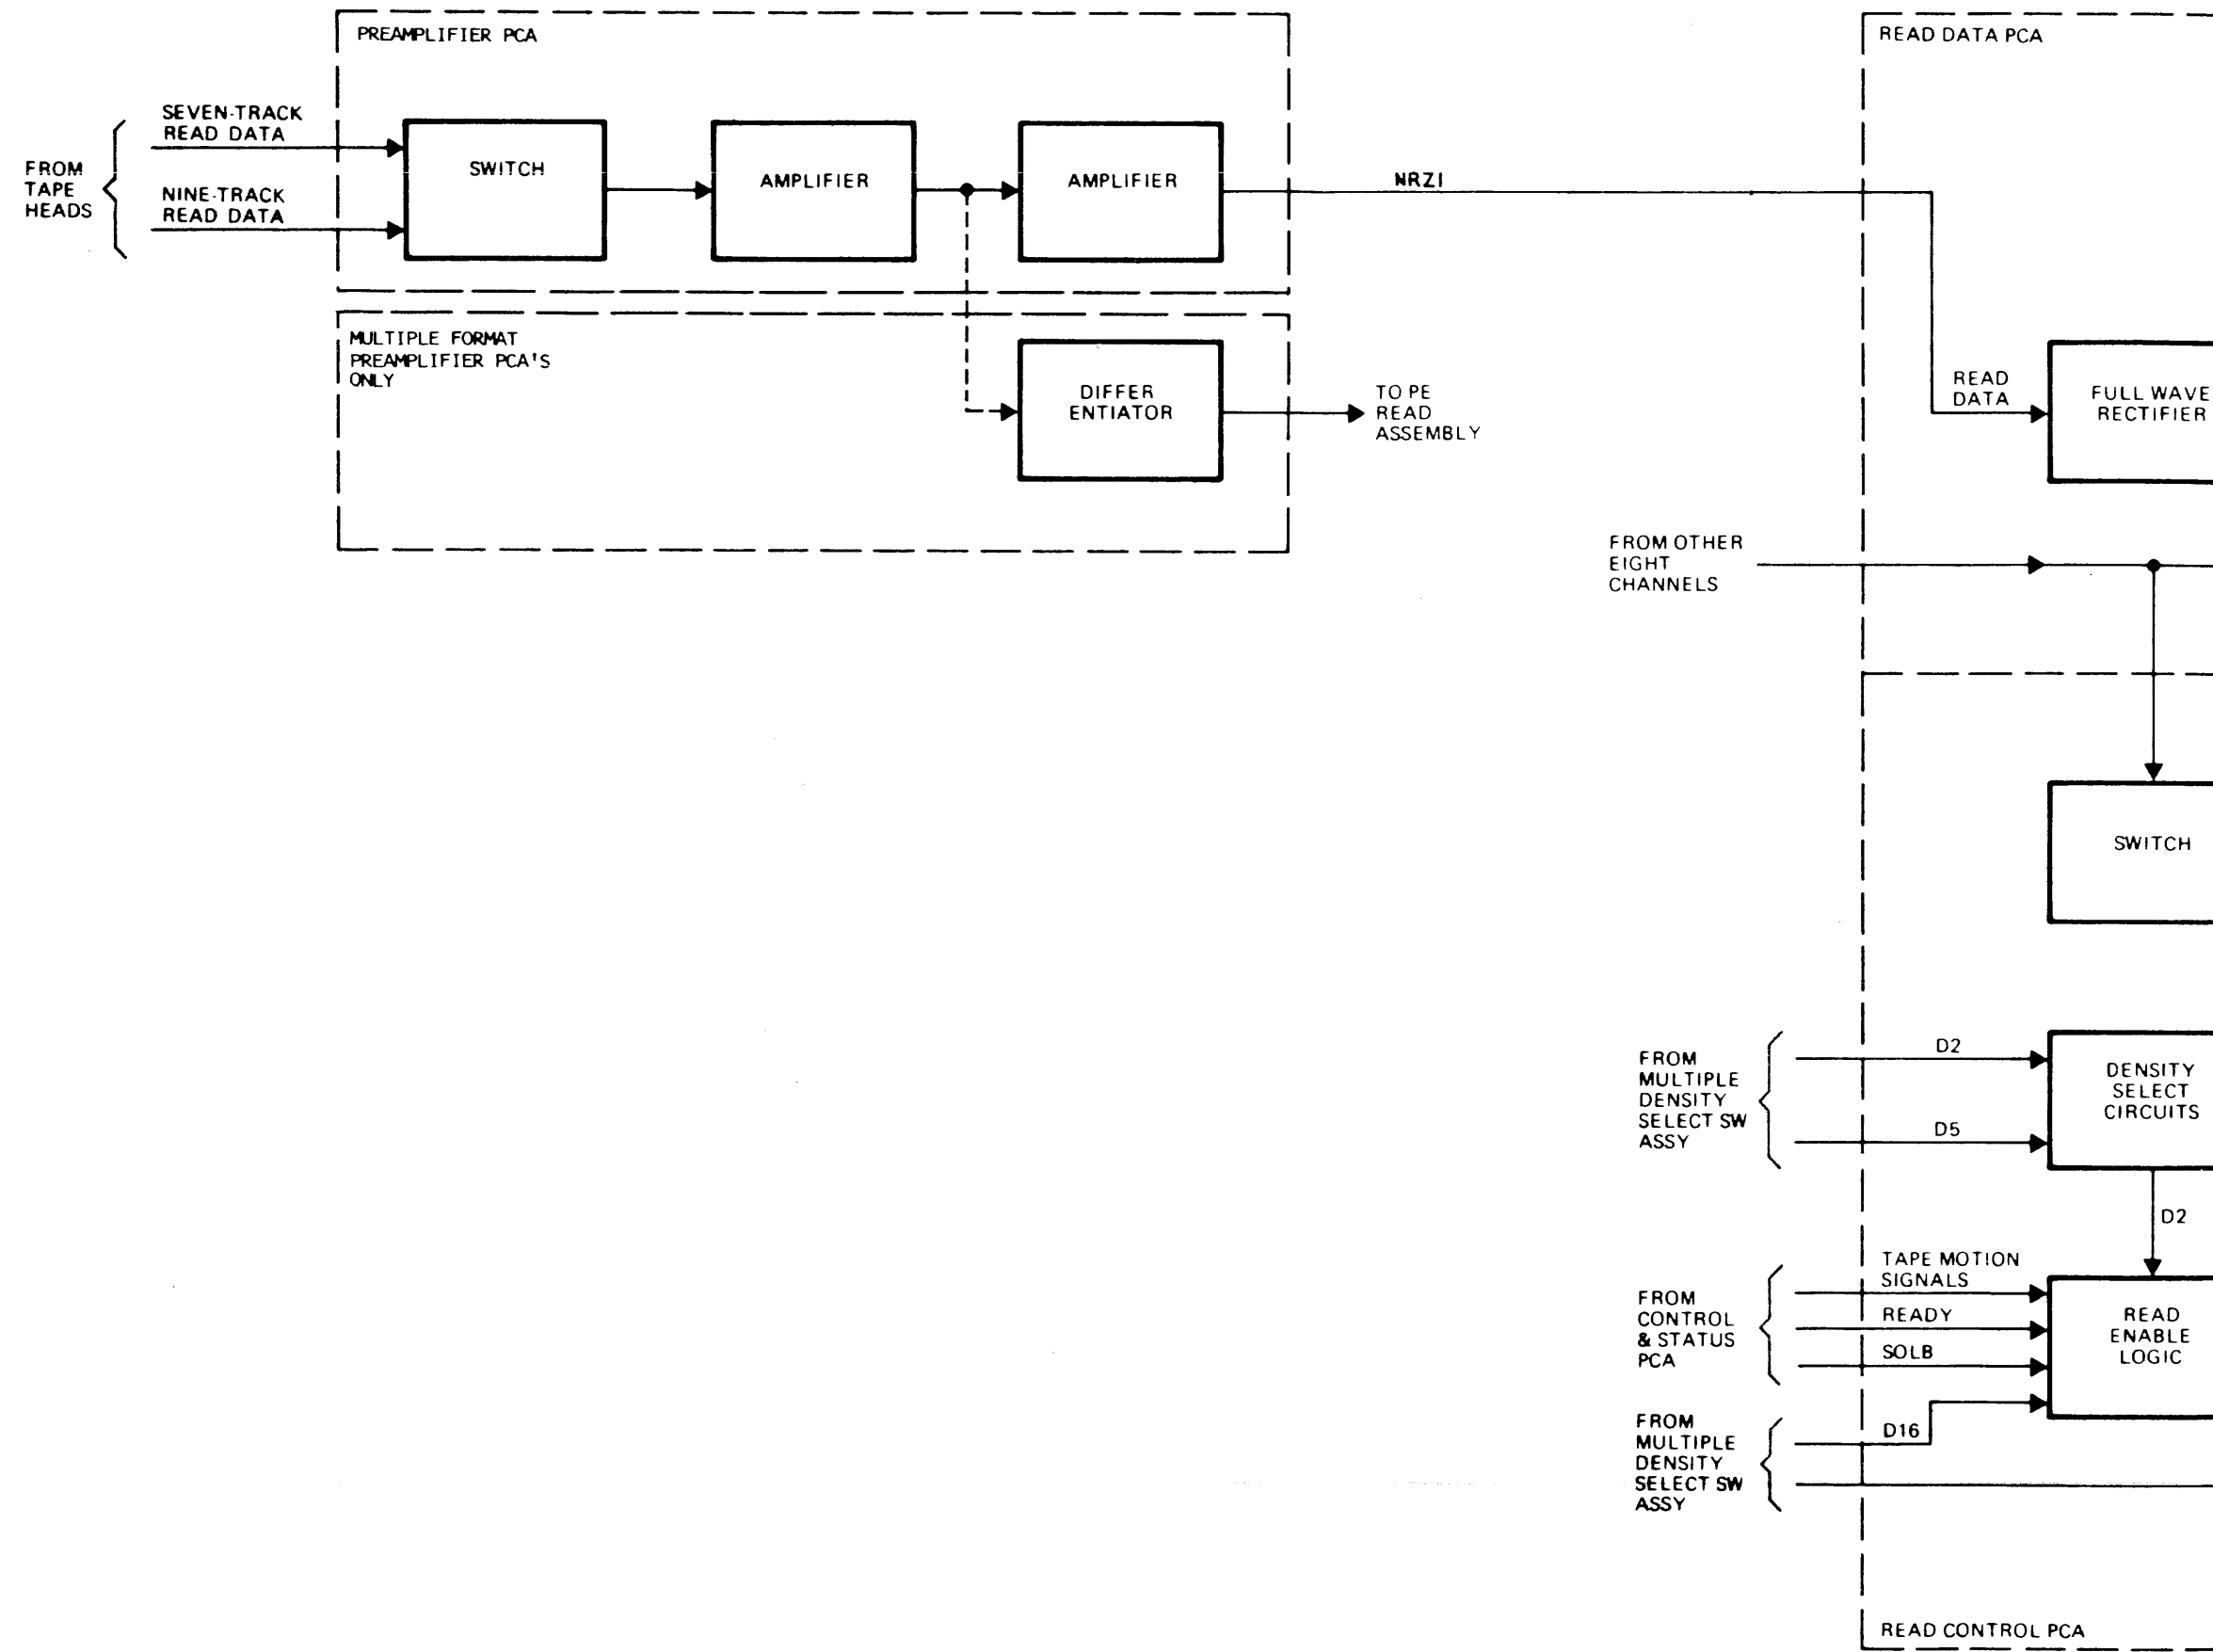 PREAMPLIFIER PCA
SEVEN-TRACK
READ DATA
NINE-TRACK
READ DATA
FROM
TAPE
HEADS
SWITCH
AMPLIFIER
AMPLIFIER
NRZI
MULTIPLE FORMAT
PREAMPLIFIER PCA'S
ONLY
DIFFER
ENTIATOR
TO PE
READ
ASSEMBLY
READ DATA PCA
READ
DATA
FULL WAVE
RECTIFIER
FROM OTHER
EIGHT
CHANNELS
SWITCH
FROM
MULTIPLE
DENSITY
SELECT SW
ASSY
D2
D5
DENSITY
SELECT
CIRCUITS
D2
FROM
CONTROL
& STATUS
PCA
TAPE MOTION
SIGNALS
READY
SOLB
READ
ENABLE
LOGIC
FROM
MULTIPLE
DENSITY
SELECT SW
ASSY
D16
READ CONTROL PCA